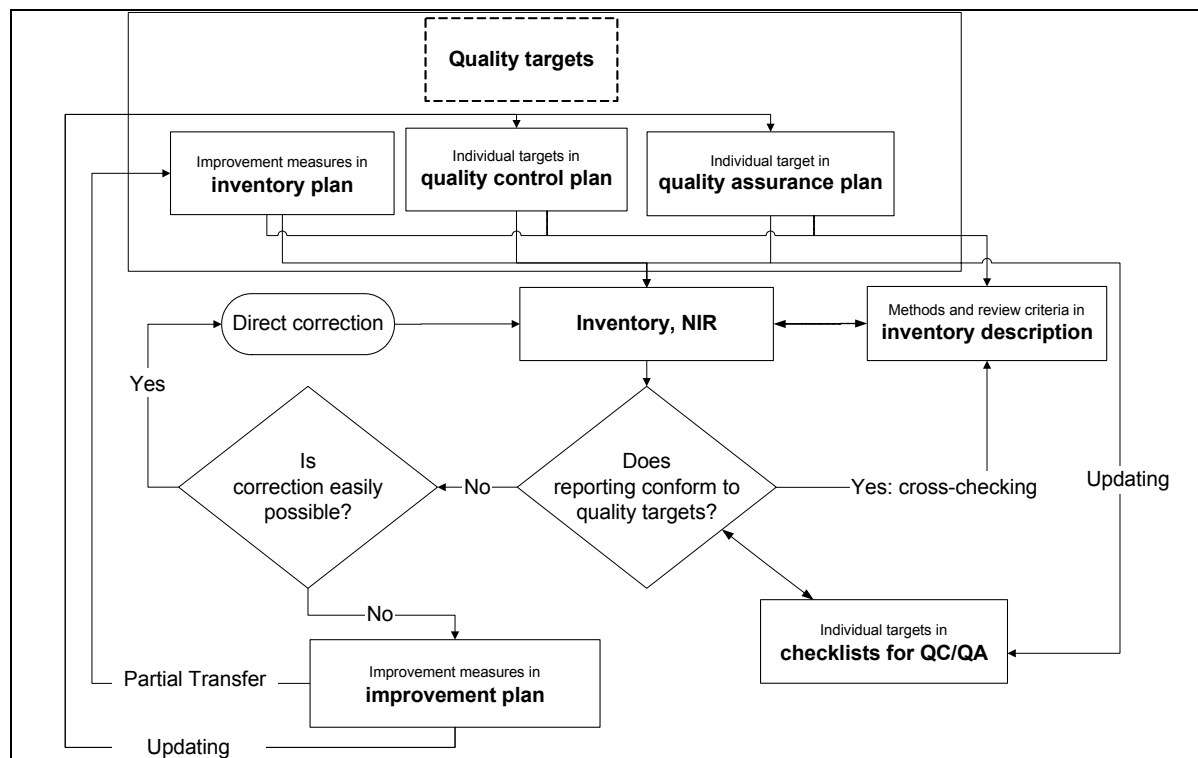 Quality targets
Improvement measures in
inventory plan
Individual targets in
quality control plan
Individual target in
quality assurance plan
Direct correction
Inventory, NIR
Methods and review criteria in
inventory description
Yes
Is
correction easily
possible?
No
Does
reporting conform to
quality targets?
Yes: cross-checking
Updating
No
Individual targets in
checklists for QC/QA
Partial Transfer
Improvement measures in
improvement plan
Updating